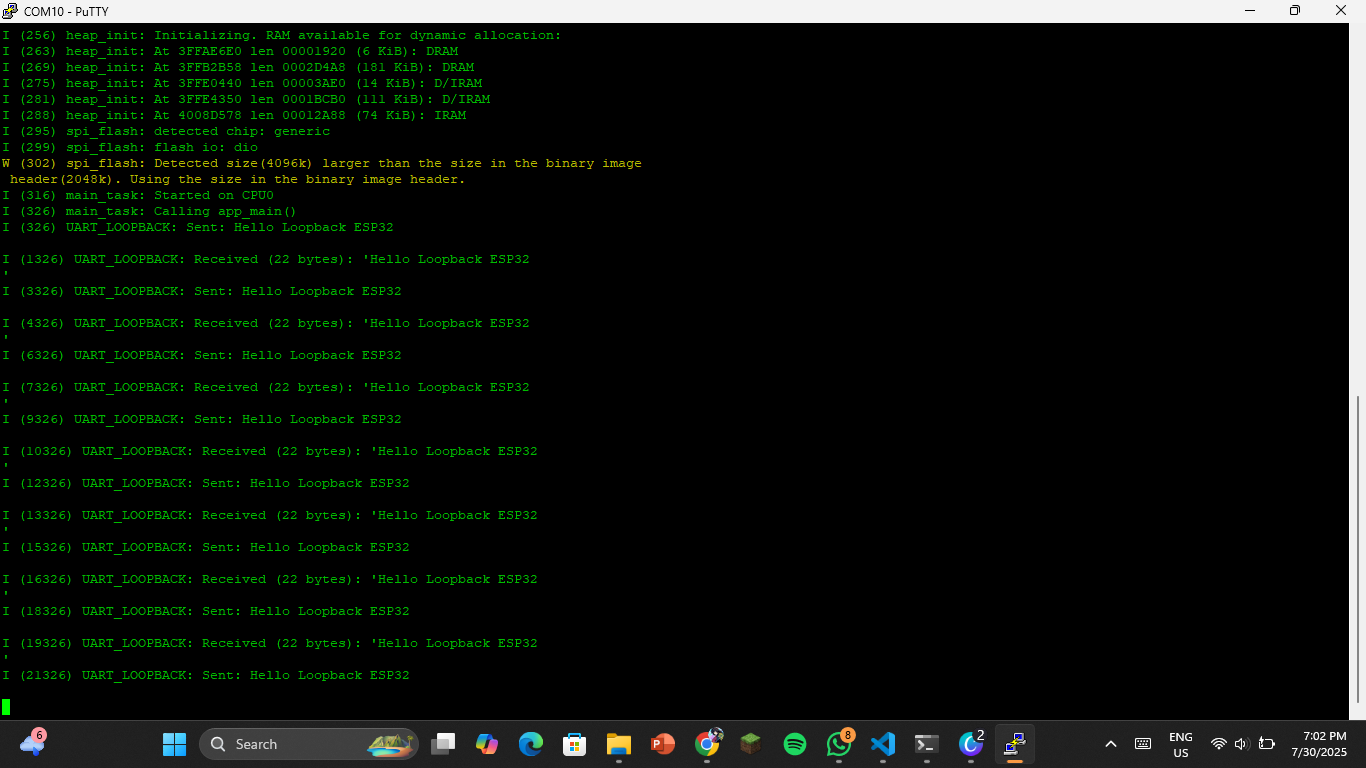 COM10 - PuTTY
I (256) heap_init: Initializing. RAM available for dynamic allocation:
I (263) heap_init: At 3FFAE6E0 len 00001920 (6 KiB): DRAM
I (269) heap_init: At 3FFB2B58 len 0002D4A8 (181 KiB): DRAM
I (275) heap_init: At 3FFE0440 len 00003AE0 (14 KiB): D/IRAM
I (281) heap_init: At 3FFE4350 len 0001BCB0 (111 KiB): D/IRAM
I (288) heap_init: At 4008D578 len 00012A88 (74 KiB): IRAM
I (295) spi_flash: detected chip: generic
I (299) spi_flash: flash io: dio
W (302) spi_flash: Detected size(4096k) larger than the size in the binary image
header(2048k). Using the size in the binary image header.
I (316) main_task: Started on CPU0
I (326) main_task: Calling app_main()
I (326) UART_LOOPBACK: Sent: Hello Loopback ESP32
I (1326) UART_LOOPBACK: Received (22 bytes): 'Hello Loopback ESP32
'
I (3326) UART_LOOPBACK: Sent: Hello Loopback ESP32
I (4326) UART_LOOPBACK: Received (22 bytes): 'Hello Loopback ESP32
'
I (6326) UART_LOOPBACK: Sent: Hello Loopback ESP32
I (7326) UART_LOOPBACK: Received (22 bytes): 'Hello Loopback ESP32
'
I (9326) UART_LOOPBACK: Sent: Hello Loopback ESP32
I (10326) UART_LOOPBACK: Received (22 bytes): 'Hello Loopback ESP32
'
I (12326) UART_LOOPBACK: Sent: Hello Loopback ESP32
I (13326) UART_LOOPBACK: Received (22 bytes): 'Hello Loopback ESP32
'
I (15326) UART_LOOPBACK: Sent: Hello Loopback ESP32
I (16326) UART_LOOPBACK: Received (22 bytes): 'Hello Loopback ESP32
'
I (18326) UART_LOOPBACK: Sent: Hello Loopback ESP32
I (19326) UART_LOOPBACK: Received (22 bytes): 'Hello Loopback ESP32
'
I (21326) UART_LOOPBACK: Sent: Hello Loopback ESP32
6
Search
8
2
ENG
US
7:02 PM
7/30/2025